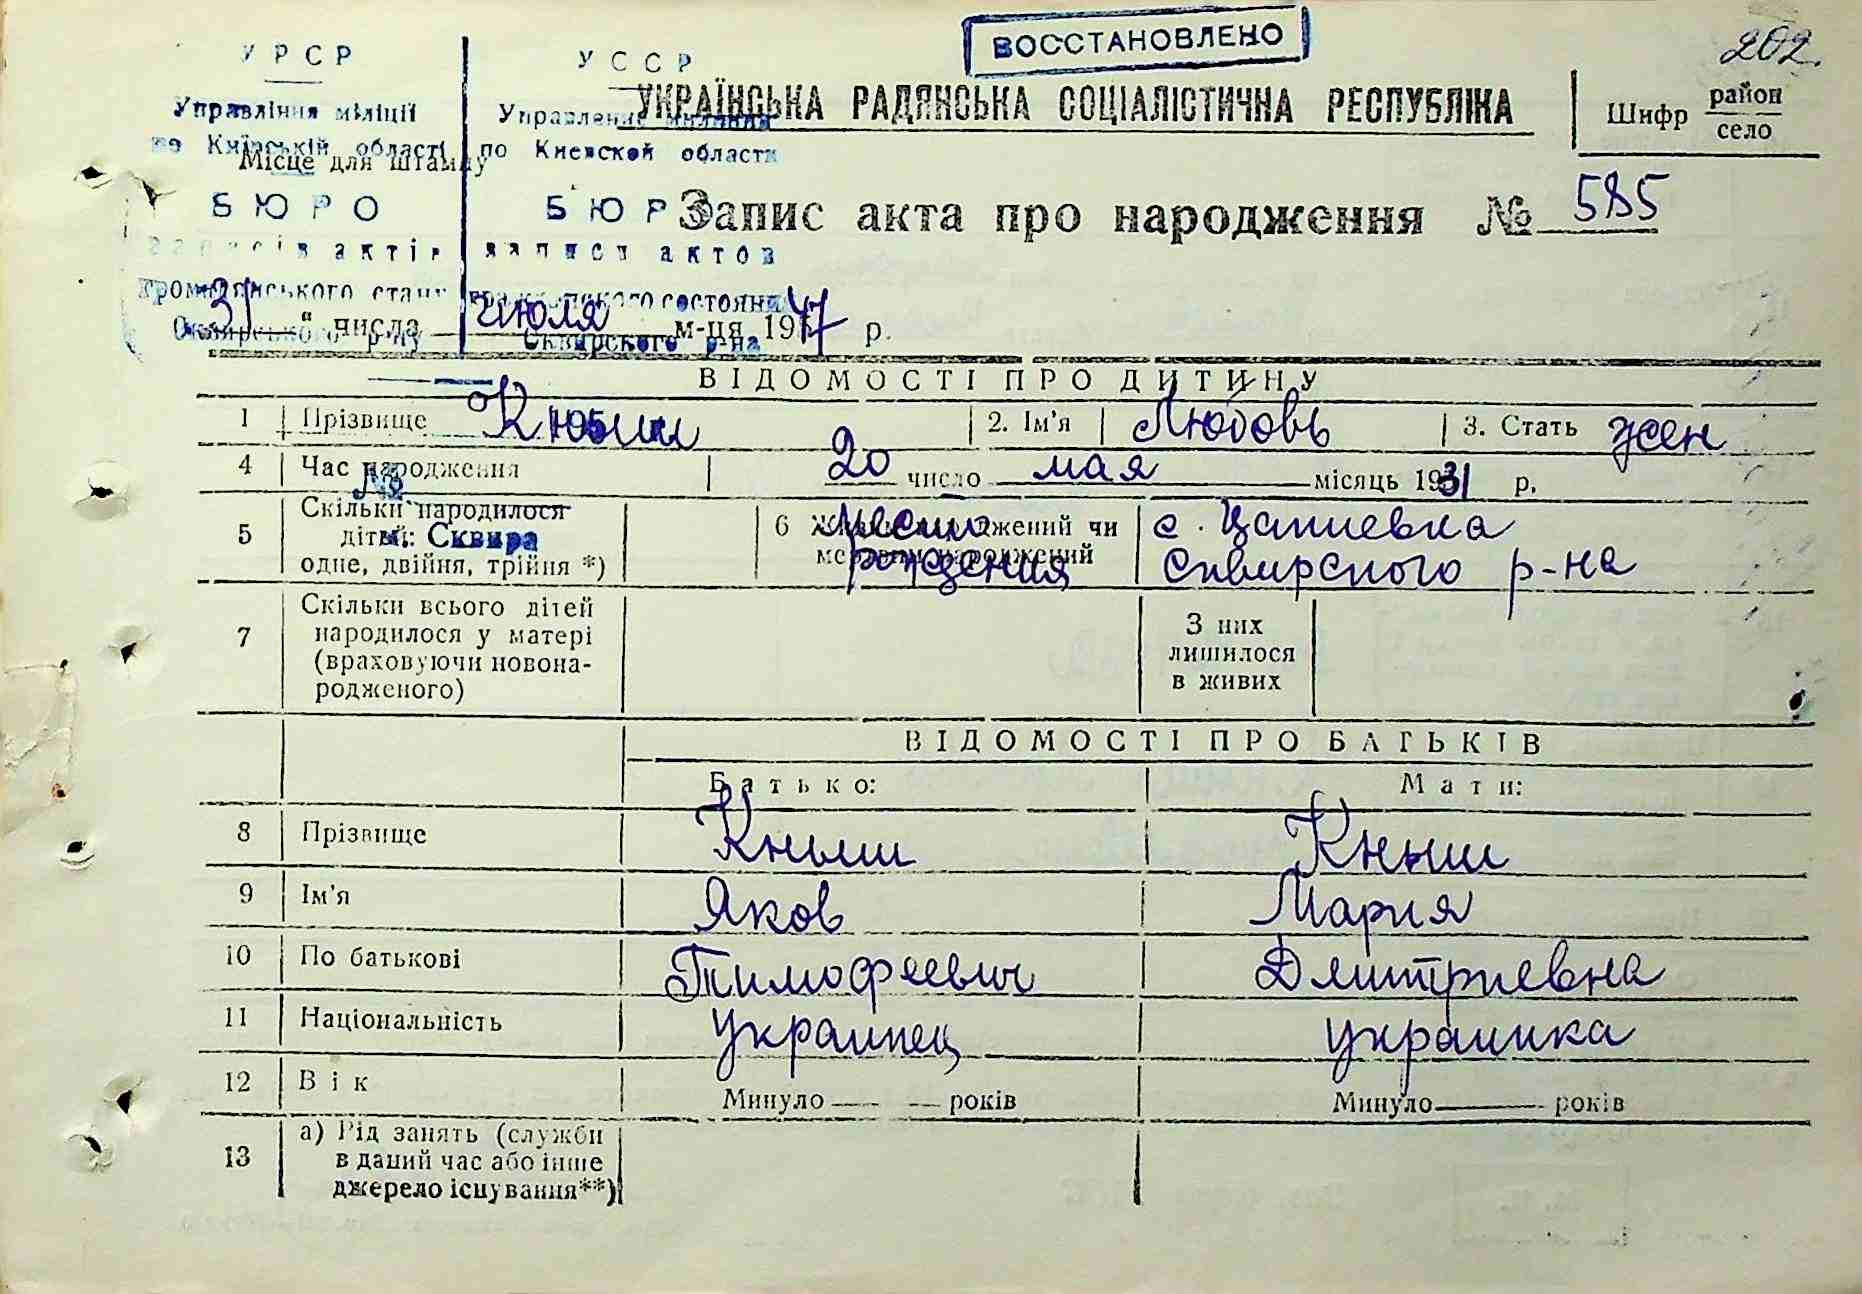 202.
ВОССТАНОВЛЕНО
УРСР
УССР
УКРАЇНСЬКА РАДЯНСЬКА СОЦІАЛІСТИЧНА РЕСПУБЛІКА
Шифр район
село
Управління міліції
по Київській області
Управление милиции
по Киевской области
Місце для штампу
БЮРО
БЮРО
Запис акта про народження № 585
записів актів
записи актов
громадянського стану
гражданского состояния
Сквирського р-ну
Сквирского р-на
"31" числа Июля м-ця 1947 р.
ВІДОМОСТІ ПРО ДИТИНУ
1 Прізвище Кныш 2. Ім'я Любовь 3. Стать жен
4 Час народження 20 число мая місяць 1931 р.
№
м. Сквира
5 Скільки народилося
дітей:
одне, двійня, трійня *)
6 Живим народжений чи
мертвим народжений
место
рождения
с. Цапиевка
Сквирского р-на
7 Скільки всього дітей
народилося у матері
(враховуючи новона-
родженого)
З них
лишилося
в живих
ВІДОМОСТІ ПРО БАТЬКІВ
Батько: Мати:
8 Прізвище Кныш Кныш
9 Ім'я Яков Мария
10 По батькові Тимофеевич Дмитриевна
11 Національність украинец украинка
12 Вік Минуло — — років Минуло — років
13 а) Рід занять (служби
в даний час або інше
джерело існування**)